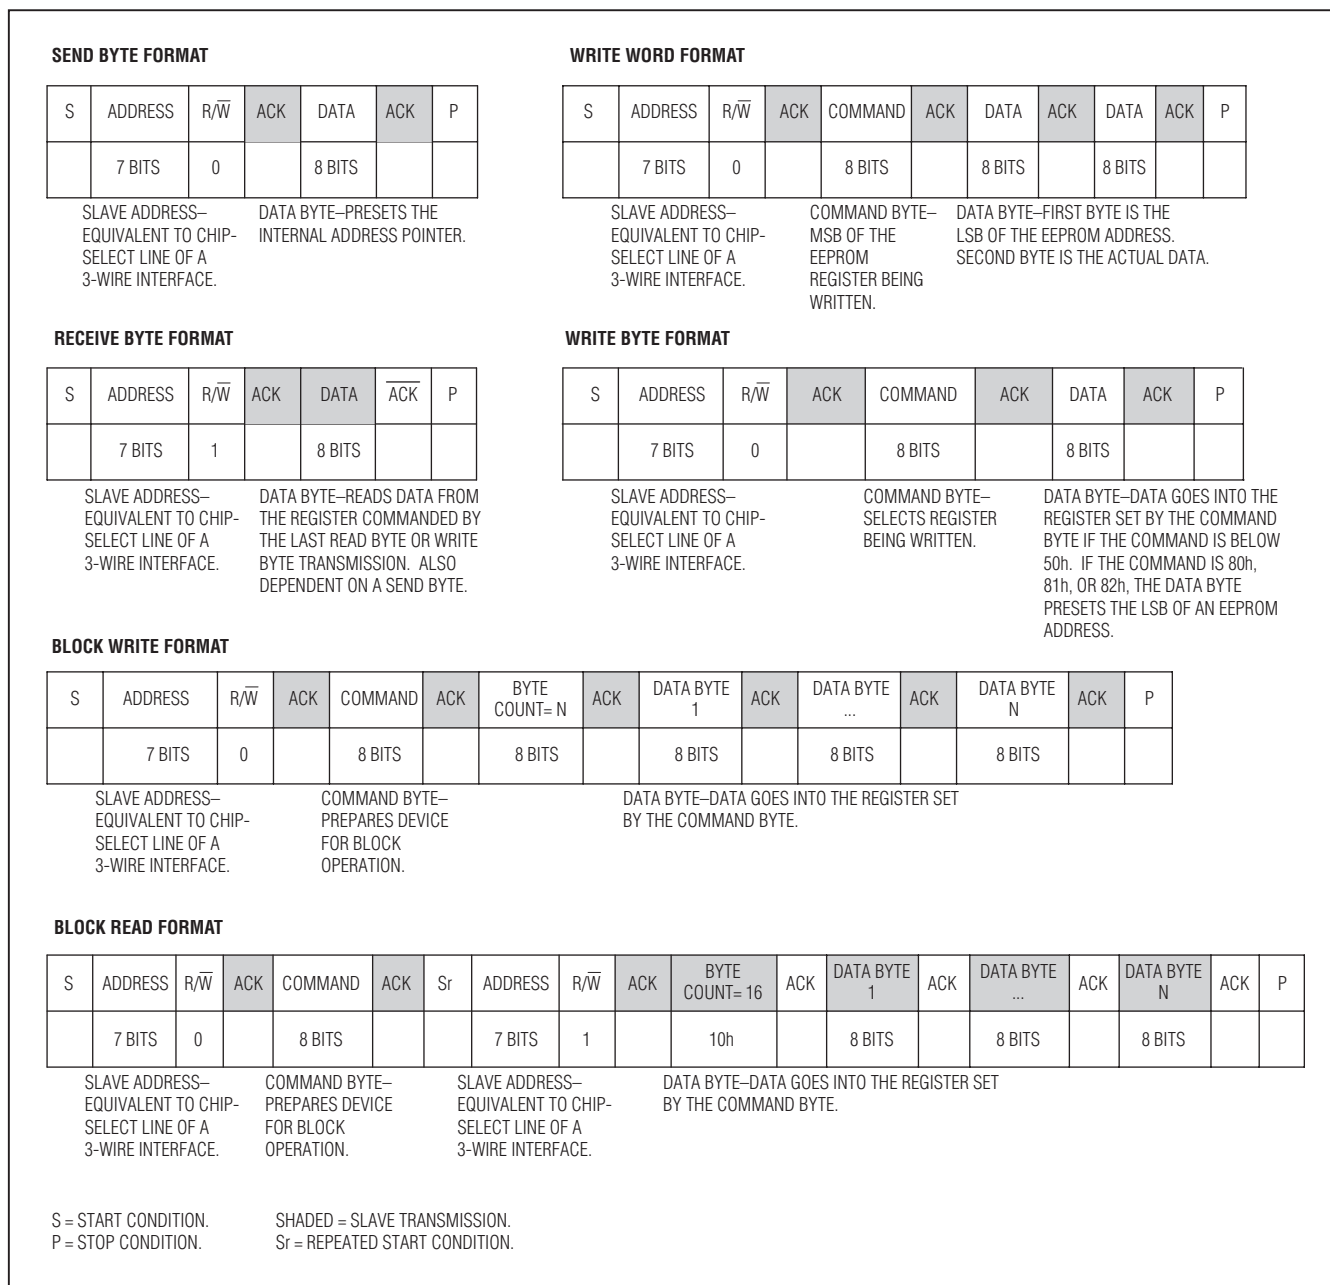 SEND BYTE FORMAT
S ADDRESS R/W̅ ACK DATA ACK P
7 BITS 0 8 BITS
SLAVE ADDRESS–
EQUIVALENT TO CHIP-
SELECT LINE OF A
3-WIRE INTERFACE.
DATA BYTE–PRESETS THE
INTERNAL ADDRESS POINTER.
WRITE WORD FORMAT
S ADDRESS R/W̅ ACK COMMAND ACK DATA ACK DATA ACK P
7 BITS 0 8 BITS 8 BITS 8 BITS
SLAVE ADDRESS–
EQUIVALENT TO CHIP-
SELECT LINE OF A
3-WIRE INTERFACE.
COMMAND BYTE–
MSB OF THE
EEPROM
REGISTER BEING
WRITTEN.
DATA BYTE–FIRST BYTE IS THE
LSB OF THE EEPROM ADDRESS.
SECOND BYTE IS THE ACTUAL DATA.
RECEIVE BYTE FORMAT
S ADDRESS R/W̅ ACK DATA A̅C̅K̅ P
7 BITS 1 8 BITS
SLAVE ADDRESS–
EQUIVALENT TO CHIP-
SELECT LINE OF A
3-WIRE INTERFACE.
DATA BYTE–READS DATA FROM
THE REGISTER COMMANDED BY
THE LAST READ BYTE OR WRITE
BYTE TRANSMISSION. ALSO
DEPENDENT ON A SEND BYTE.
WRITE BYTE FORMAT
S ADDRESS R/W̅ ACK COMMAND ACK DATA ACK P
7 BITS 0 8 BITS 8 BITS
SLAVE ADDRESS–
EQUIVALENT TO CHIP-
SELECT LINE OF A
3-WIRE INTERFACE.
COMMAND BYTE–
SELECTS REGISTER
BEING WRITTEN.
DATA BYTE–DATA GOES INTO THE
REGISTER SET BY THE COMMAND
BYTE IF THE COMMAND IS BELOW
50h. IF THE COMMAND IS 80h,
81h, OR 82h, THE DATA BYTE
PRESETS THE LSB OF AN EEPROM
ADDRESS.
BLOCK WRITE FORMAT
S ADDRESS R/W̅ ACK COMMAND ACK BYTE COUNT= N ACK DATA BYTE 1 ACK DATA BYTE ... ACK DATA BYTE N ACK P
7 BITS 0 8 BITS 8 BITS 8 BITS 8 BITS 8 BITS
SLAVE ADDRESS–
EQUIVALENT TO CHIP-
SELECT LINE OF A
3-WIRE INTERFACE.
COMMAND BYTE–
PREPARES DEVICE
FOR BLOCK
OPERATION.
DATA BYTE–DATA GOES INTO THE REGISTER SET
BY THE COMMAND BYTE.
BLOCK READ FORMAT
S ADDRESS R/W̅ ACK COMMAND ACK Sr ADDRESS R/W̅ ACK BYTE COUNT= 16 ACK DATA BYTE 1 ACK DATA BYTE ... ACK DATA BYTE N ACK P
7 BITS 0 8 BITS 7 BITS 1 10h 8 BITS 8 BITS 8 BITS
SLAVE ADDRESS–
EQUIVALENT TO CHIP-
SELECT LINE OF A
3-WIRE INTERFACE.
COMMAND BYTE–
PREPARES DEVICE
FOR BLOCK
OPERATION.
SLAVE ADDRESS–
EQUIVALENT TO CHIP-
SELECT LINE OF A
3-WIRE INTERFACE.
DATA BYTE–DATA GOES INTO THE REGISTER SET
BY THE COMMAND BYTE.
S = START CONDITION.
P = STOP CONDITION.
SHADED = SLAVE TRANSMISSION.
Sr = REPEATED START CONDITION.